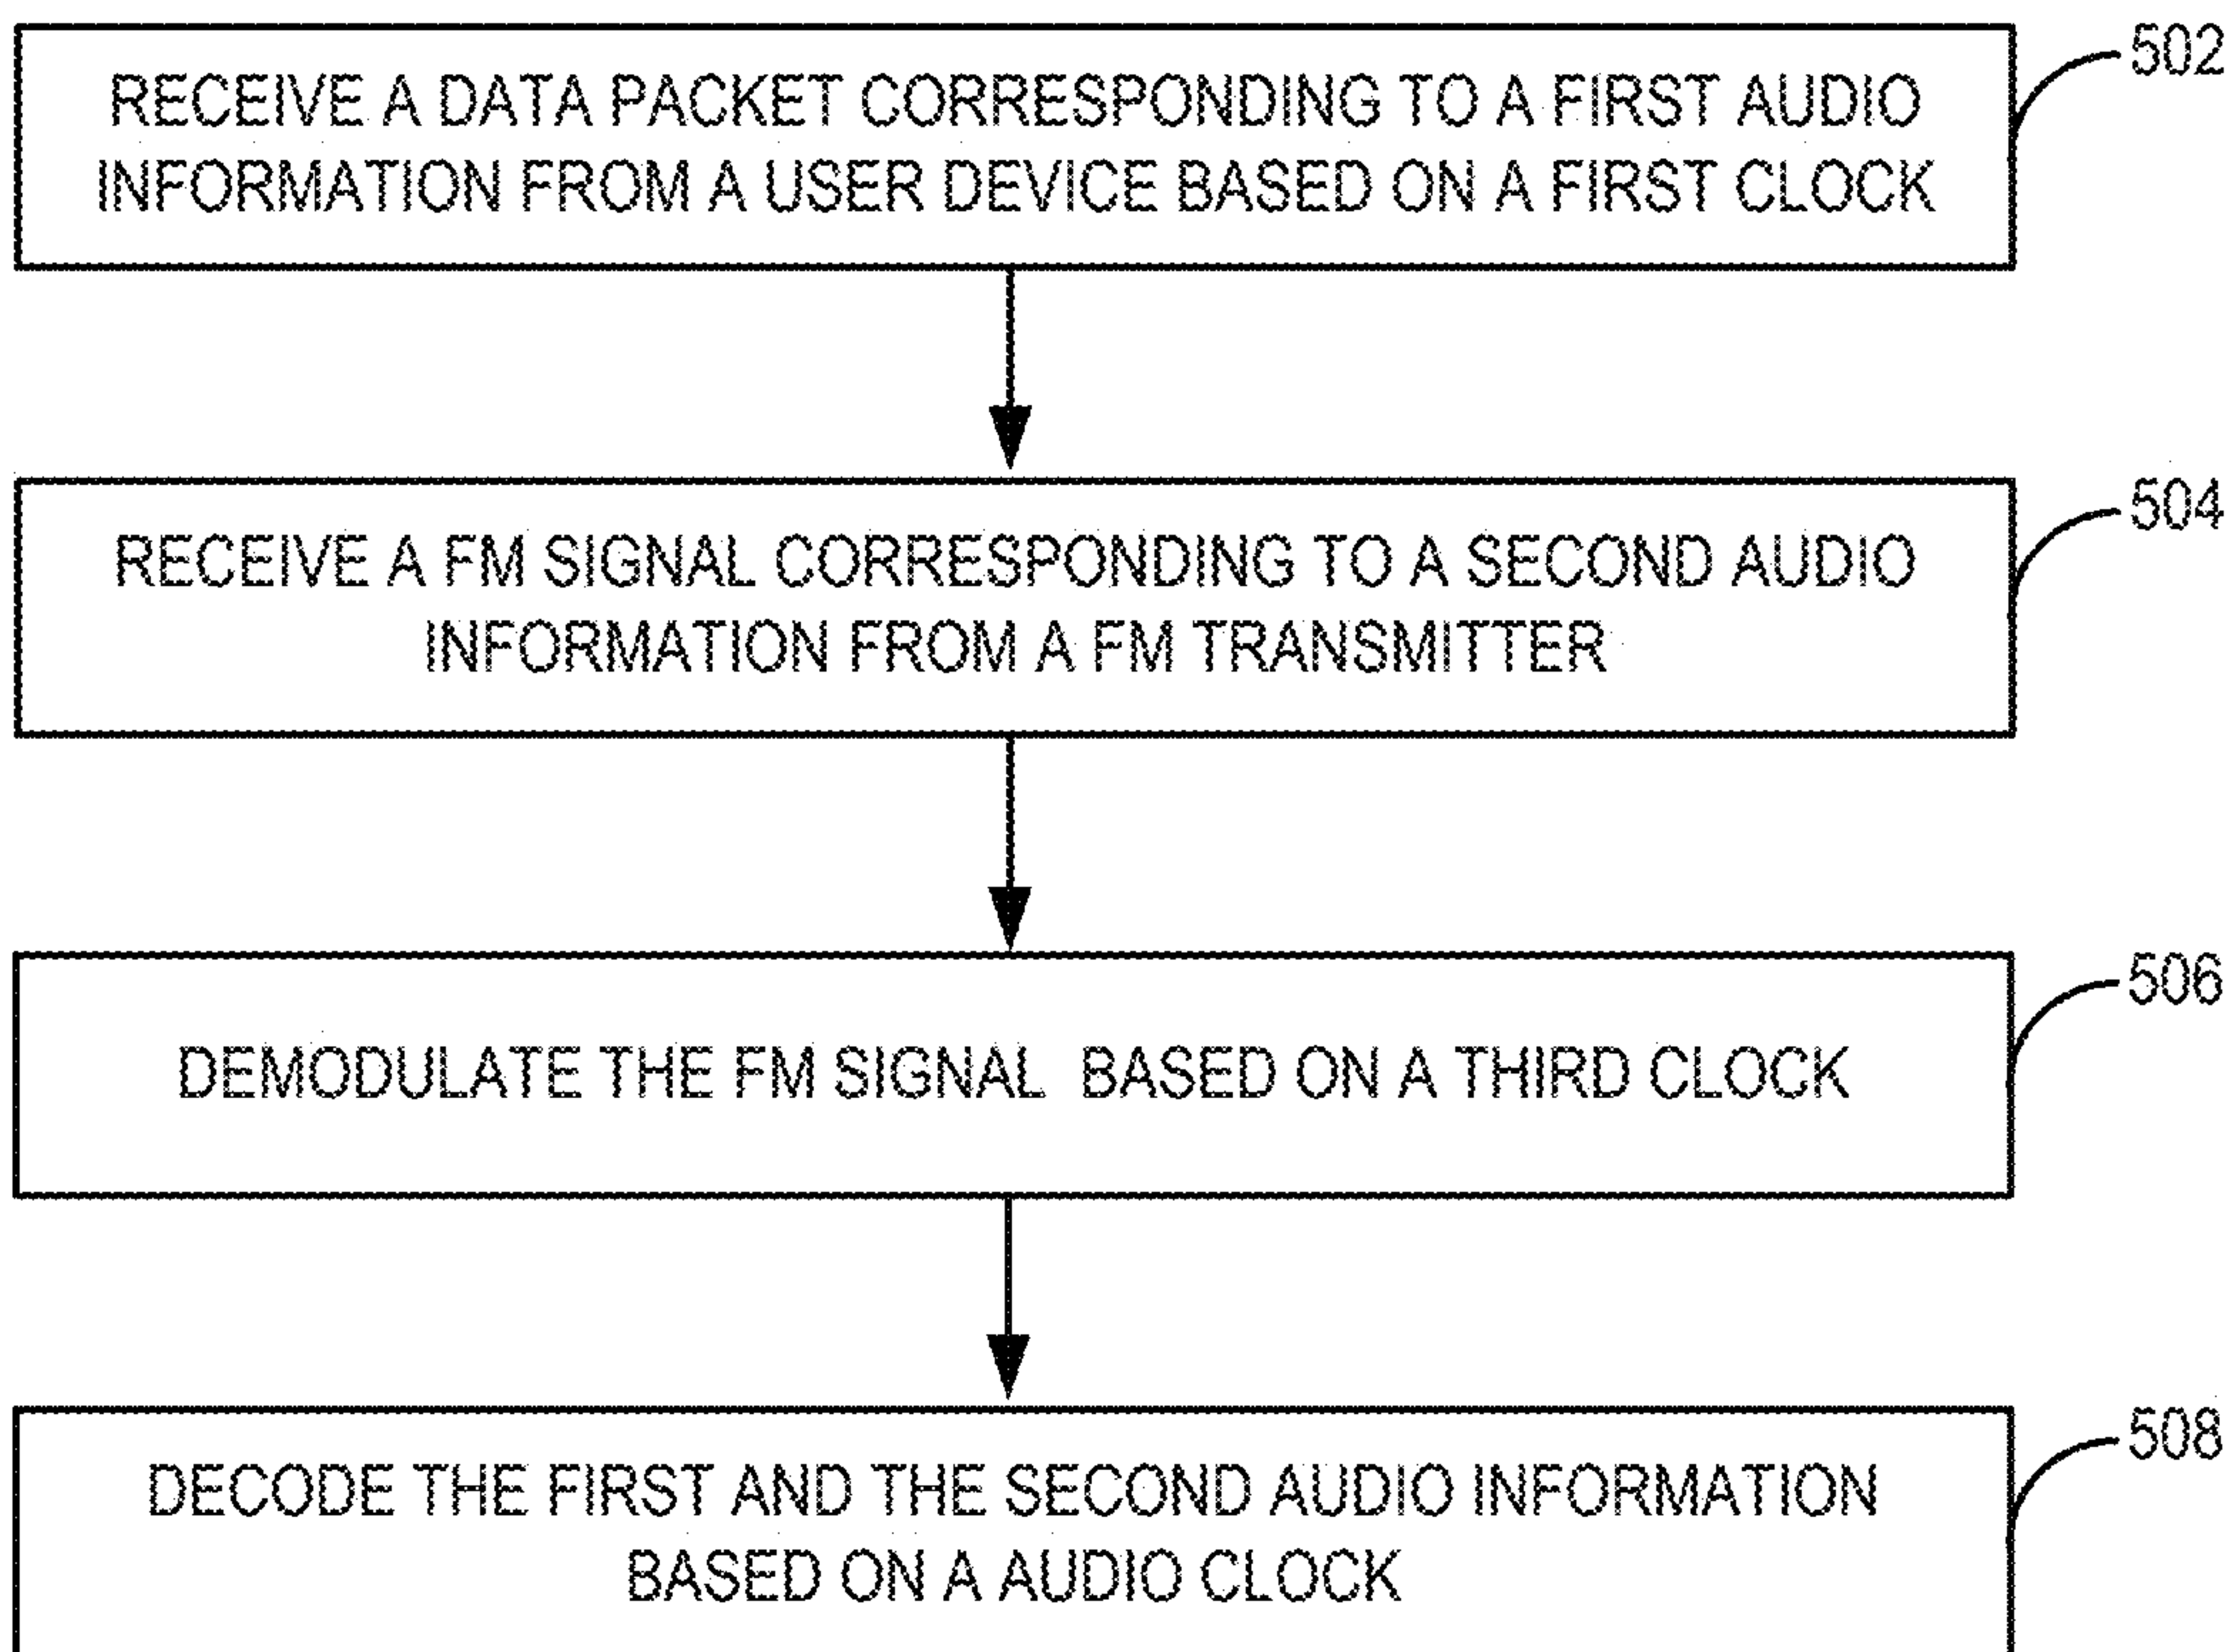 RECEIVE A DATA PACKET CORRESPONDING TO A FIRST AUDIO
INFORMATION FROM A USER DEVICE BASED ON A FIRST CLOCK
502
RECEIVE A FM SIGNAL CORRESPONDING TO A SECOND AUDIO
INFORMATION FROM A FM TRANSMITTER
504
DEMODULATE THE FM SIGNAL BASED ON A THIRD CLOCK
506
DECODE THE FIRST AND THE SECOND AUDIO INFORMATION
BASED ON A AUDIO CLOCK
508